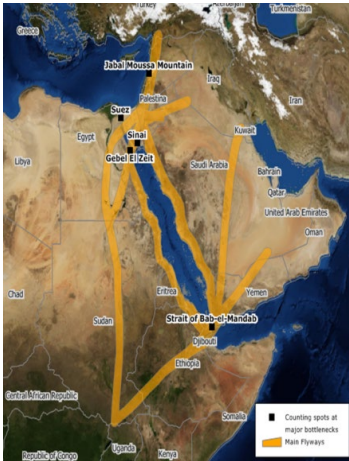 Greece
Turkey
Azerbaijan
Turkmenistan
Jabal Moussa Mountain
Iraq
Iran
Palestina
Suez
Sinai
Kuwait
Egypt
Gebel El Zeit
Libya
Saudi Arabia
Bahrain
Qatar
United Arab Emirates
Oman
Chad
Eritrea
Yemen
Sudan
Strait of Bab-el-Mandab
Djibouti
Ethiopia
Central African Republic
Somalia
Counting spots at
major bottlenecks
Main Flyways
Uganda
Kenya
Republic of Congo